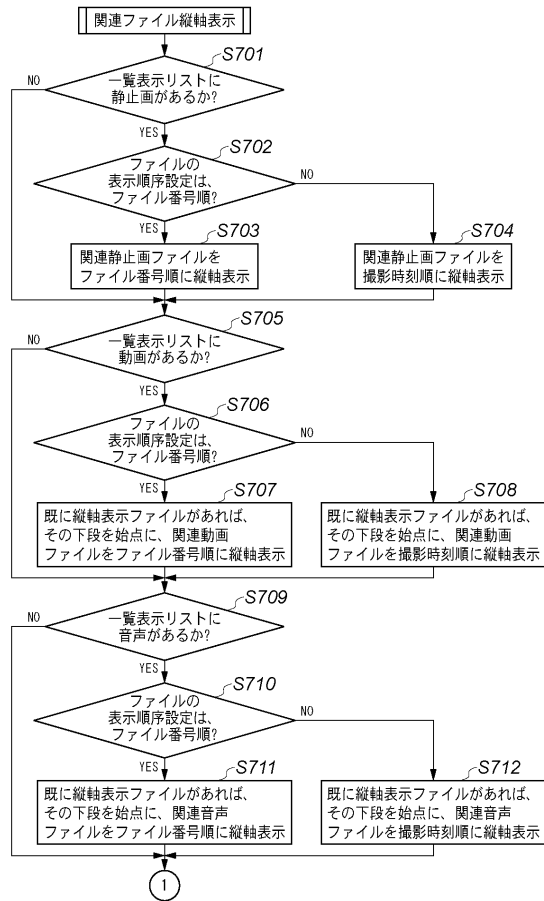 関連ファイル縦軸表示
S701
一覧表示リストに
静止画があるか?
NO
YES
S702
ファイルの
表示順序設定は、
ファイル番号順?
NO
YES
S703
関連静止画ファイルを
ファイル番号順に縦軸表示
S704
関連静止画ファイルを
撮影時刻順に縦軸表示
S705
一覧表示リストに
動画があるか?
NO
YES
S706
ファイルの
表示順序設定は、
ファイル番号順?
NO
YES
S707
既に縦軸表示ファイルがあれば、
その下段を始点に、関連動画
ファイルをファイル番号順に縦軸表示
S708
既に縦軸表示ファイルがあれば、
その下段を始点に、関連動画
ファイルを撮影時刻順に縦軸表示
S709
一覧表示リストに
音声があるか?
NO
YES
S710
ファイルの
表示順序設定は、
ファイル番号順?
NO
YES
S711
既に縦軸表示ファイルがあれば、
その下段を始点に、関連音声
ファイルをファイル番号順に縦軸表示
S712
既に縦軸表示ファイルがあれば、
その下段を始点に、関連音声
ファイルを撮影時刻順に縦軸表示
1